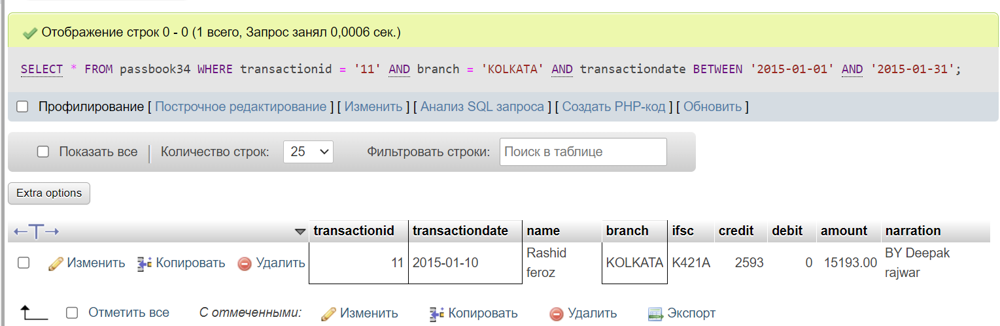 Отображение строк 0 - 0 (1 всего, Запрос занял 0,0006 сек.)
SELECT * FROM passbook34 WHERE transactionid = '11' AND branch = 'KOLKATA' AND transactiondate BETWEEN '2015-01-01' AND '2015-01-31';
Профилирование [ Построчное редактирование ] [ Изменить ] [ Анализ SQL запроса ] [ Создать PHP-код ] [ Обновить ]
Показать все Количество строк: 25 Фильтровать строки: Поиск в таблице
Extra options
←T→ transactionid transactiondate name branch ifsc credit debit amount narration
Изменить Копировать Удалить 11 2015-01-10 Rashid feroz KOLKATA K421A 2593 0 15193.00 BY Deepak rajwar
Отметить все С отмеченными: Изменить Копировать Удалить Экспорт